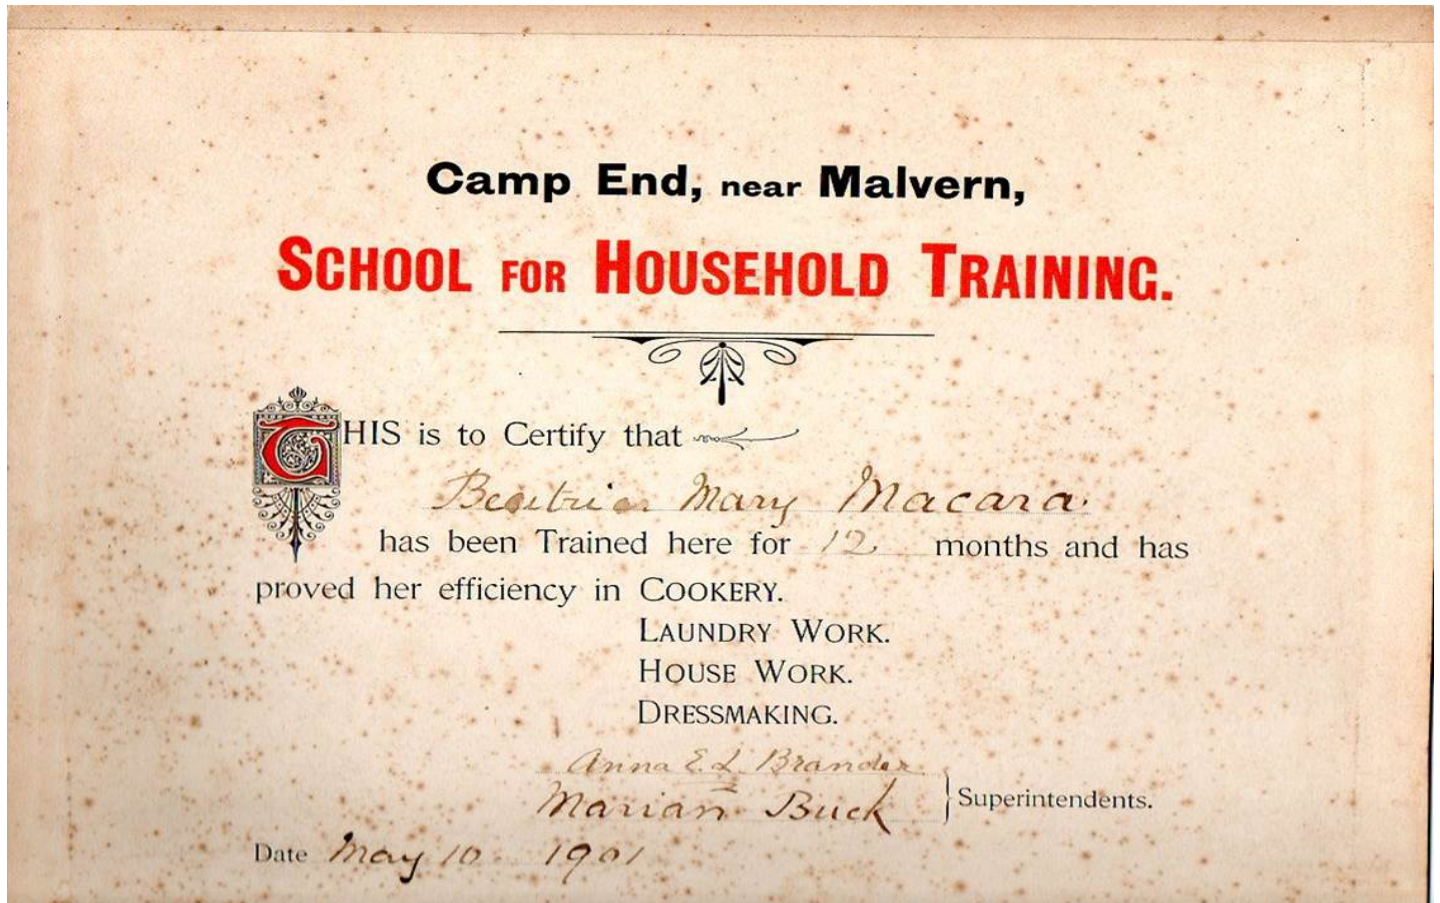 Camp End, near Malvern,
SCHOOL FOR HOUSEHOLD TRAINING.
THIS is to Certify that
Beatrice Mary Macara.
has been Trained here for 12 months and has
proved her efficiency in COOKERY.
LAUNDRY WORK.
HOUSE WORK.
DRESSMAKING.
Anna E. L. Brander
Marian Buck } Superintendents.
Date May 10. 1901